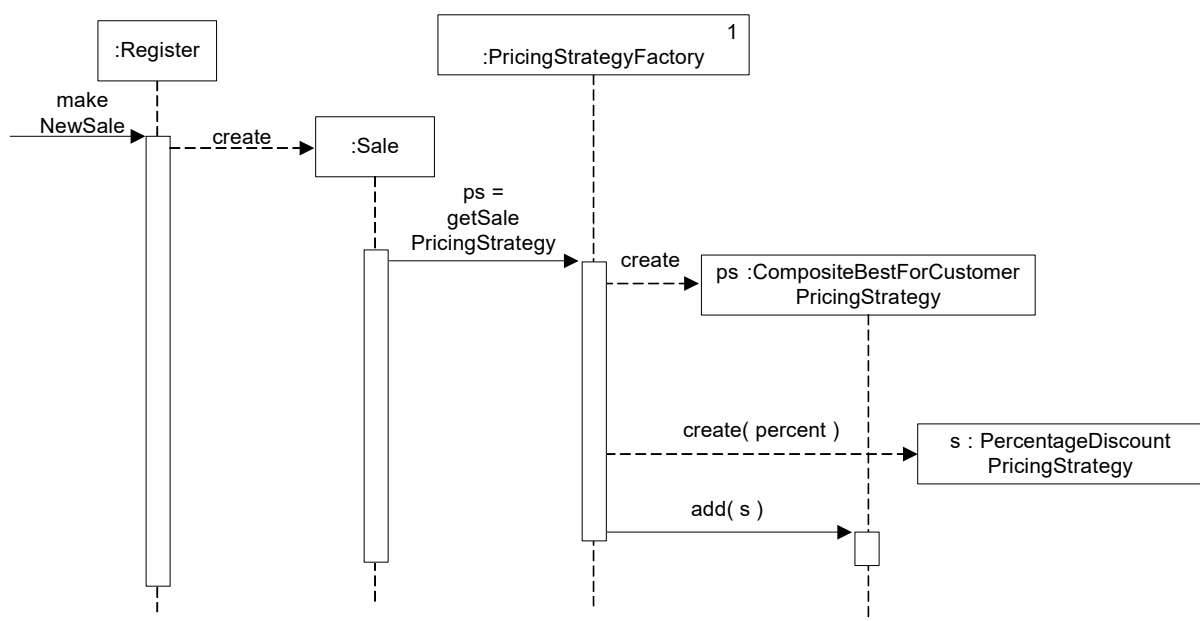 1
:Register
:PricingStrategyFactory
make
NewSale
create
:Sale
ps =
getSale
PricingStrategy
create
ps :CompositeBestForCustomer
PricingStrategy
create( percent )
s : PercentageDiscount
PricingStrategy
add( s )